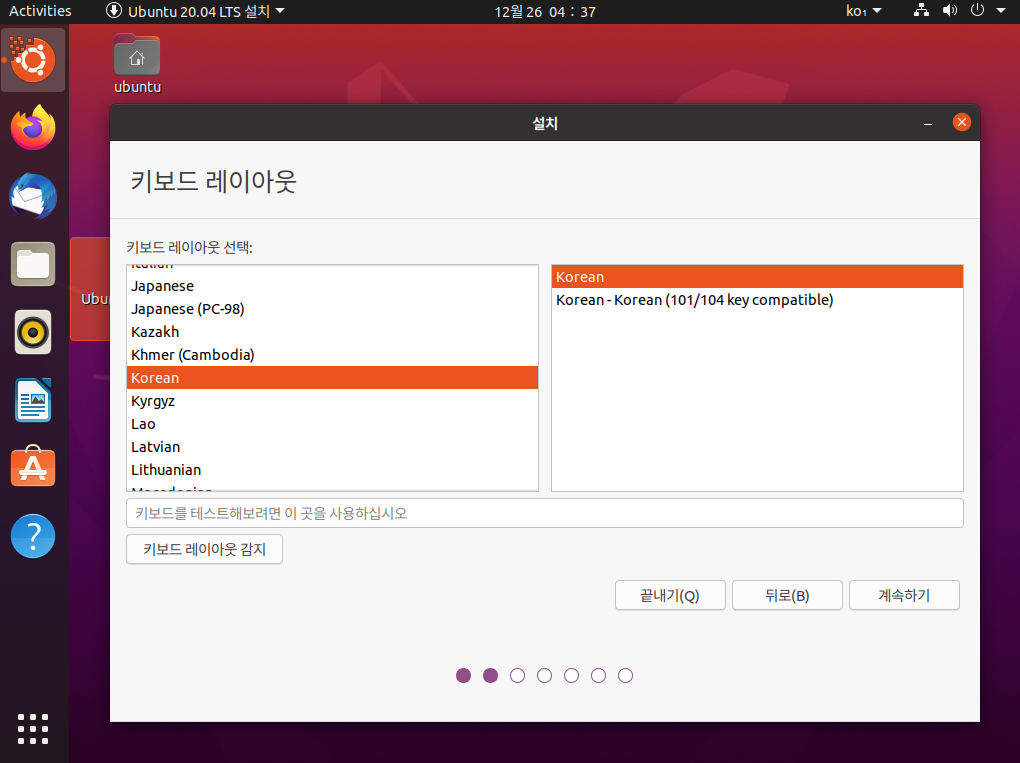 Activities
Ubuntu 20.04 LTS 설치
12월 26 04 : 37
ko₁
ubuntu
설치
키보드 레이아웃
키보드 레이아웃 선택:
Italian
Japanese
Japanese (PC-98)
Kazakh
Khmer (Cambodia)
Korean
Kyrgyz
Lao
Latvian
Lithuanian
Macedonian
Korean
Korean - Korean (101/104 key compatible)
키보드를 테스트해보려면 이 곳을 사용하십시오
키보드 레이아웃 감지
끝내기(Q)
뒤로(B)
계속하기